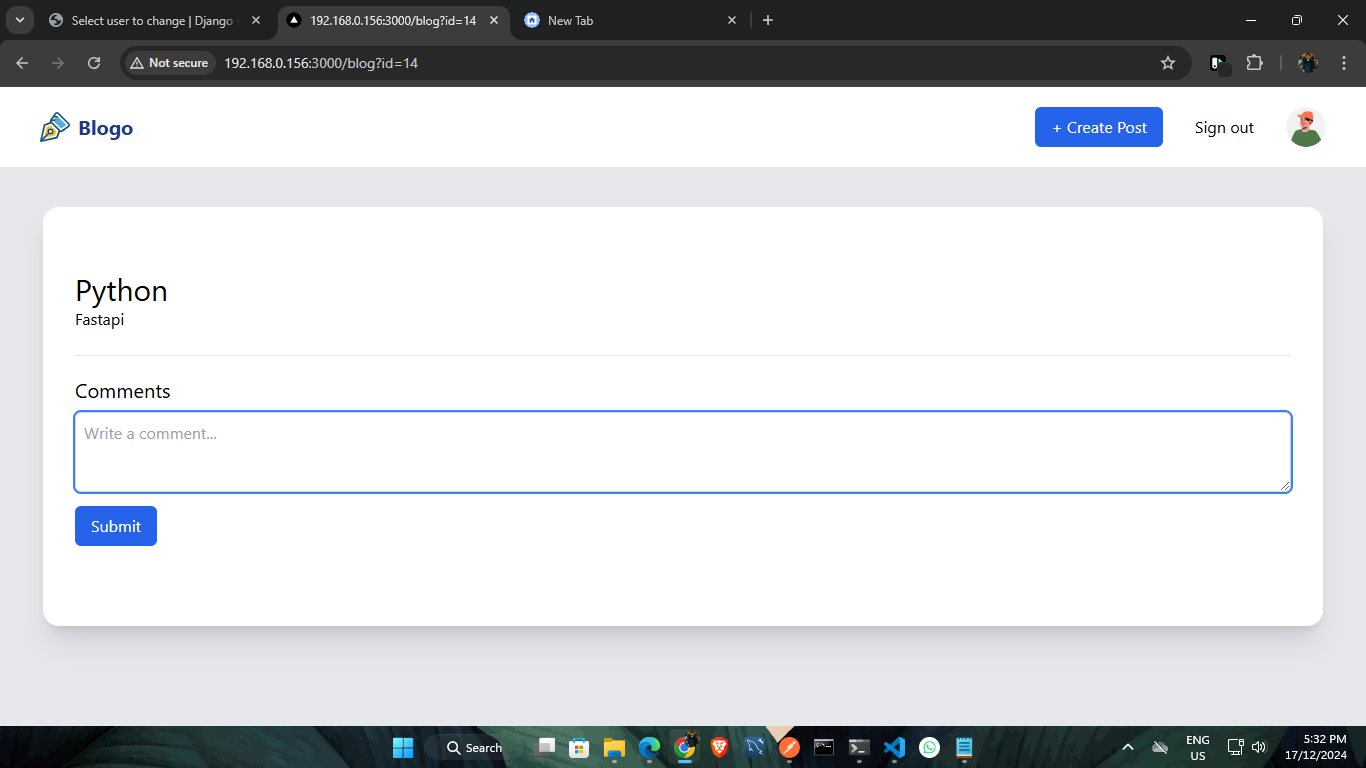 Select user to change | Django s
192.168.0.156:3000/blog?id=14
New Tab
Not secure
192.168.0.156:3000/blog?id=14
Blogo
+ Create Post
Sign out
Python
Fastapi
Comments
Write a comment...
Submit
Search
ENG
US
5:32 PM
17/12/2024